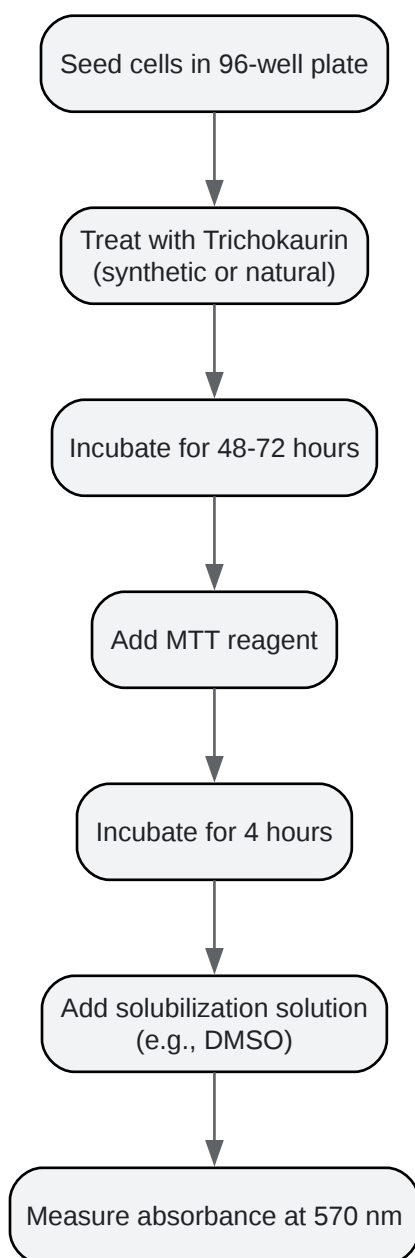 Seed cells in 96-well plate
Treat with Trichokaurin
(synthetic or natural)
Incubate for 48-72 hours
Add MTT reagent
Incubate for 4 hours
Add solubilization solution
(e.g., DMSO)
Measure absorbance at 570 nm